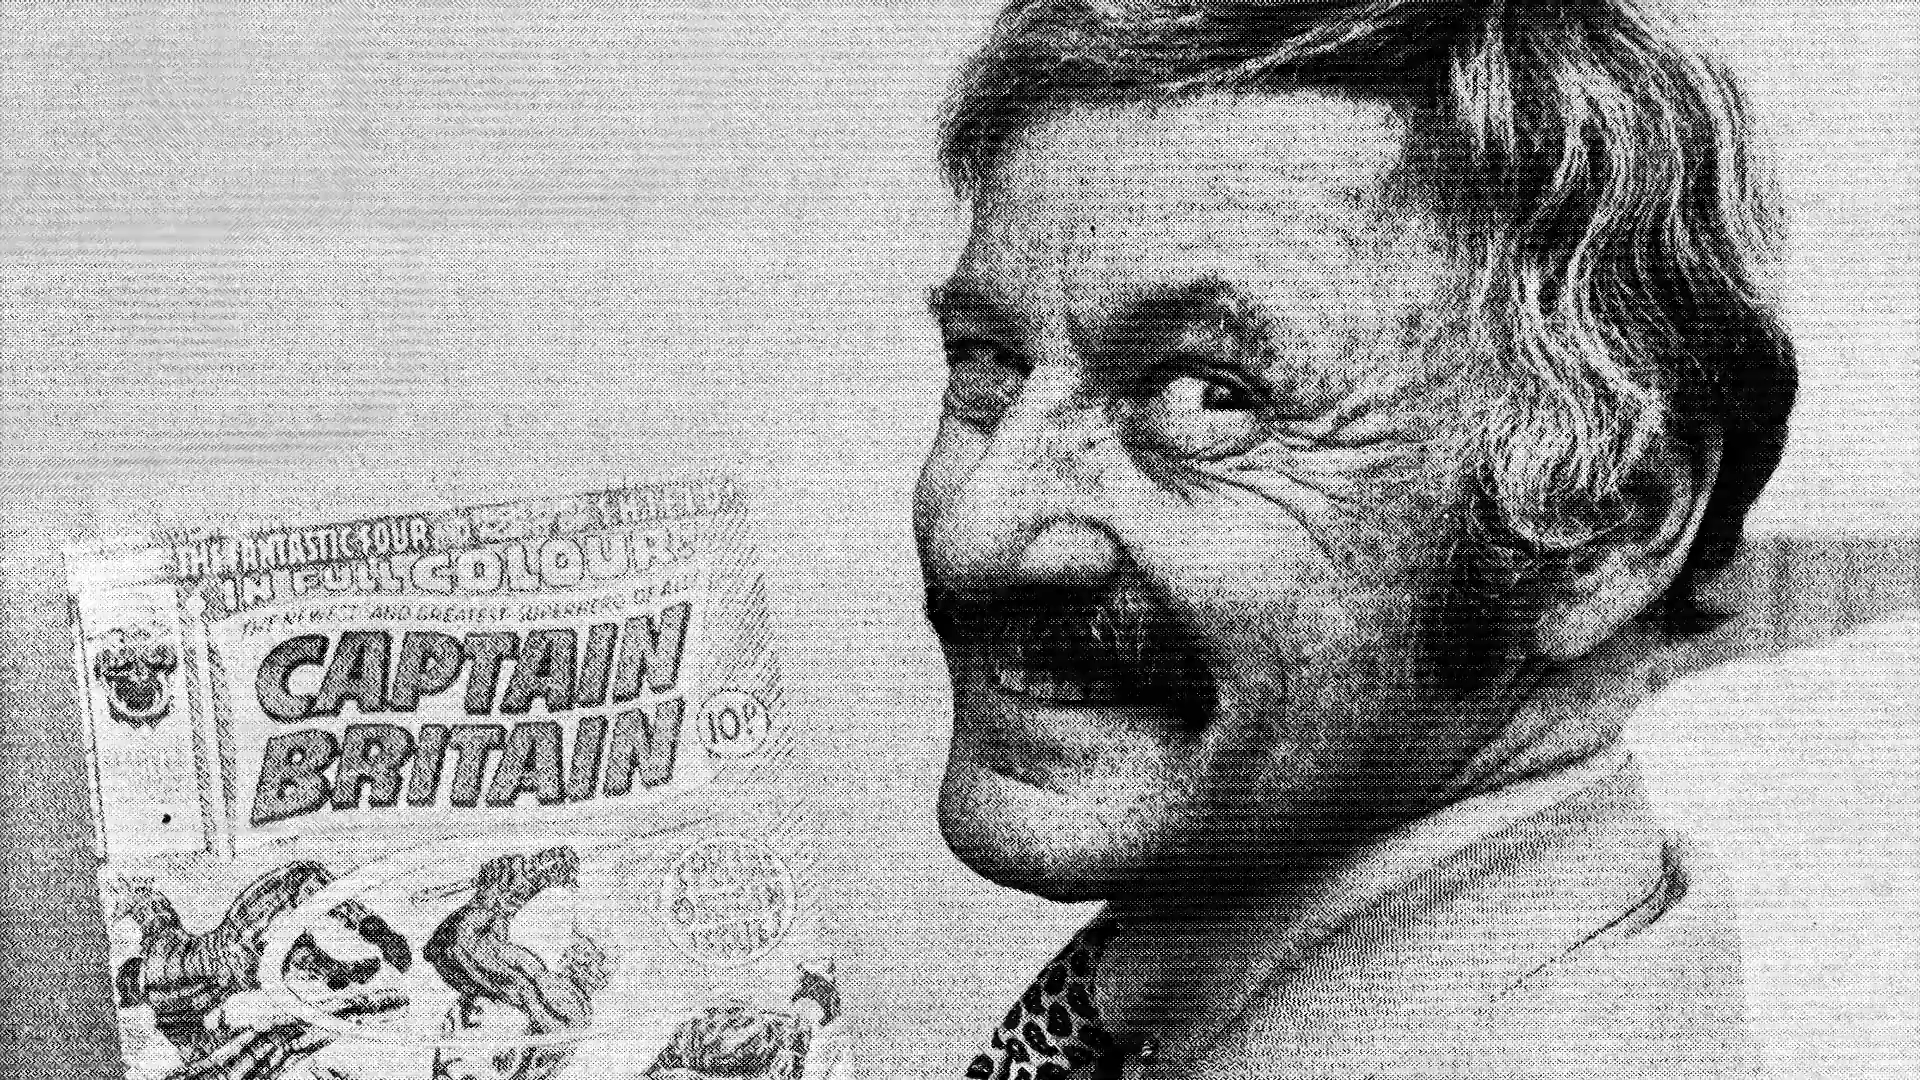 THE FANTASTIC FOUR
IN FULL COLOUR!
THE NEWEST AND GREATEST SUPERHERO OF ALL!
CAPTAIN
BRITAIN
10p